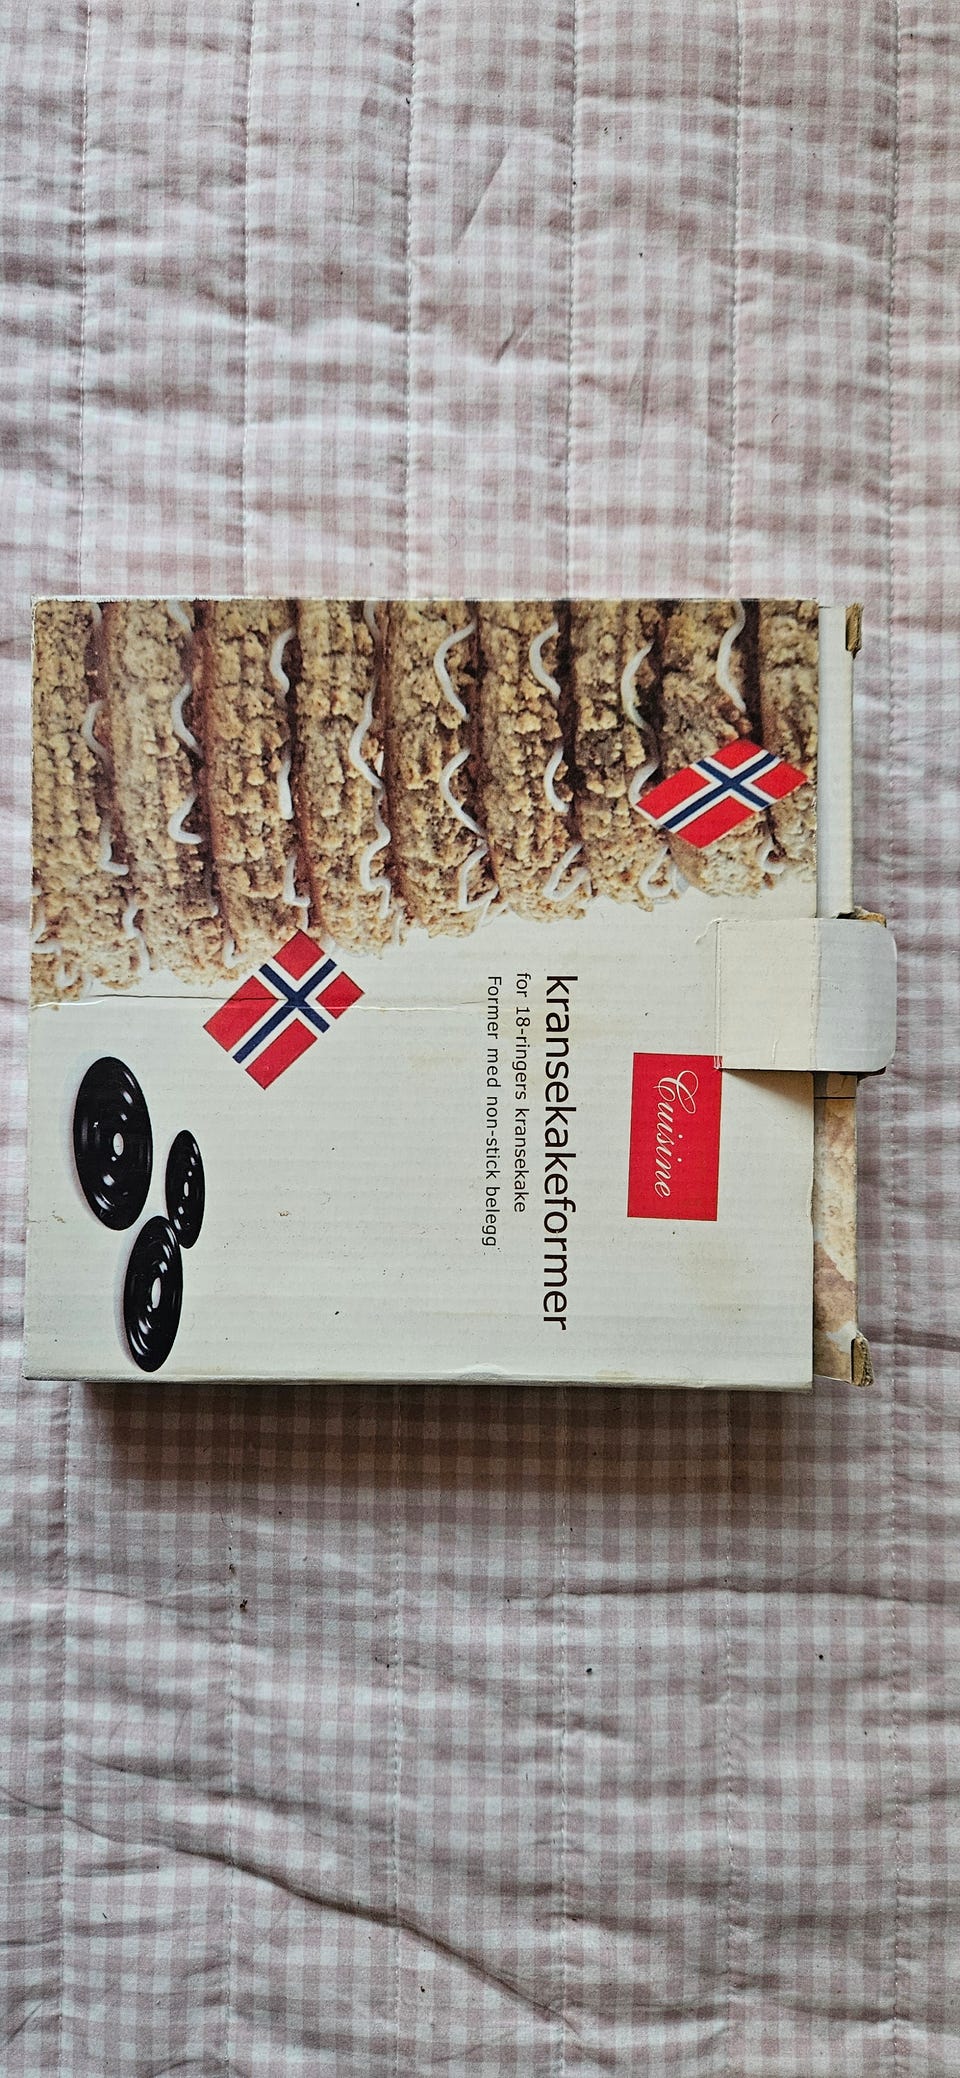 Cuisine
kransekakeformer
for 18-ringers kransekake
Former med non-stick belegg